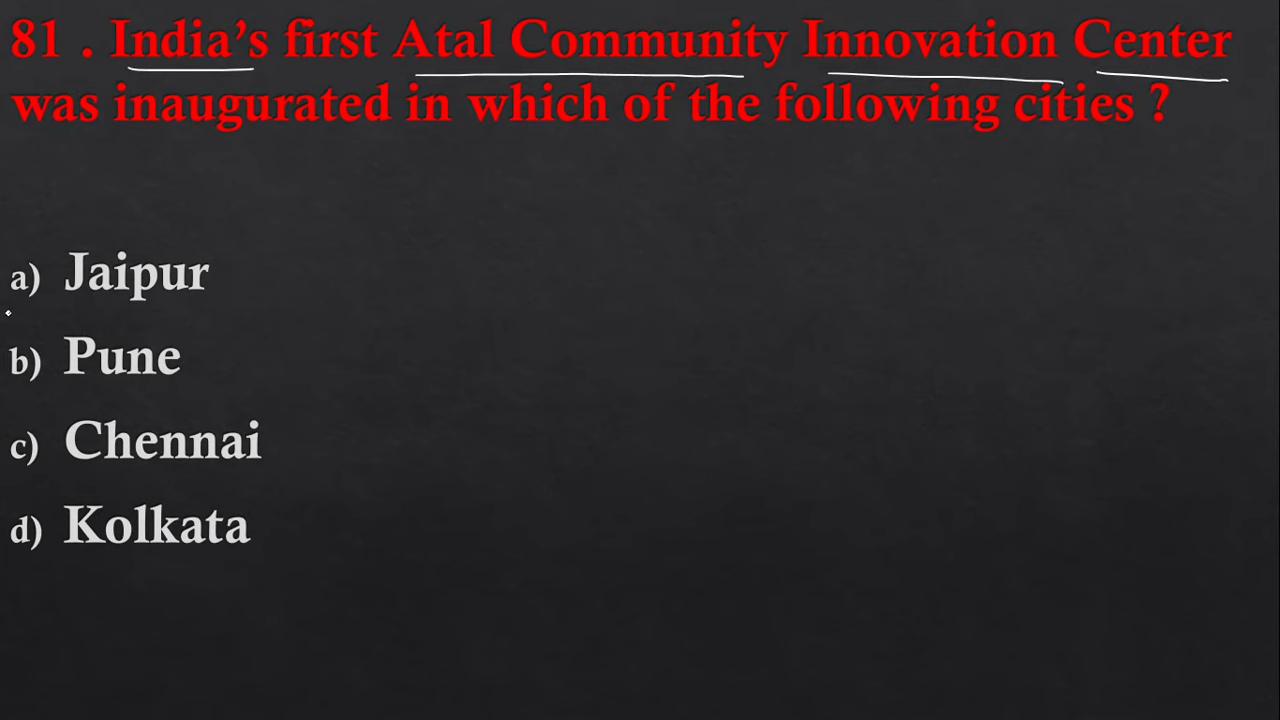 81 . India’s first Atal Community Innovation Center
was inaugurated in which of the following cities ?
a) Jaipur
b) Pune
c) Chennai
d) Kolkata